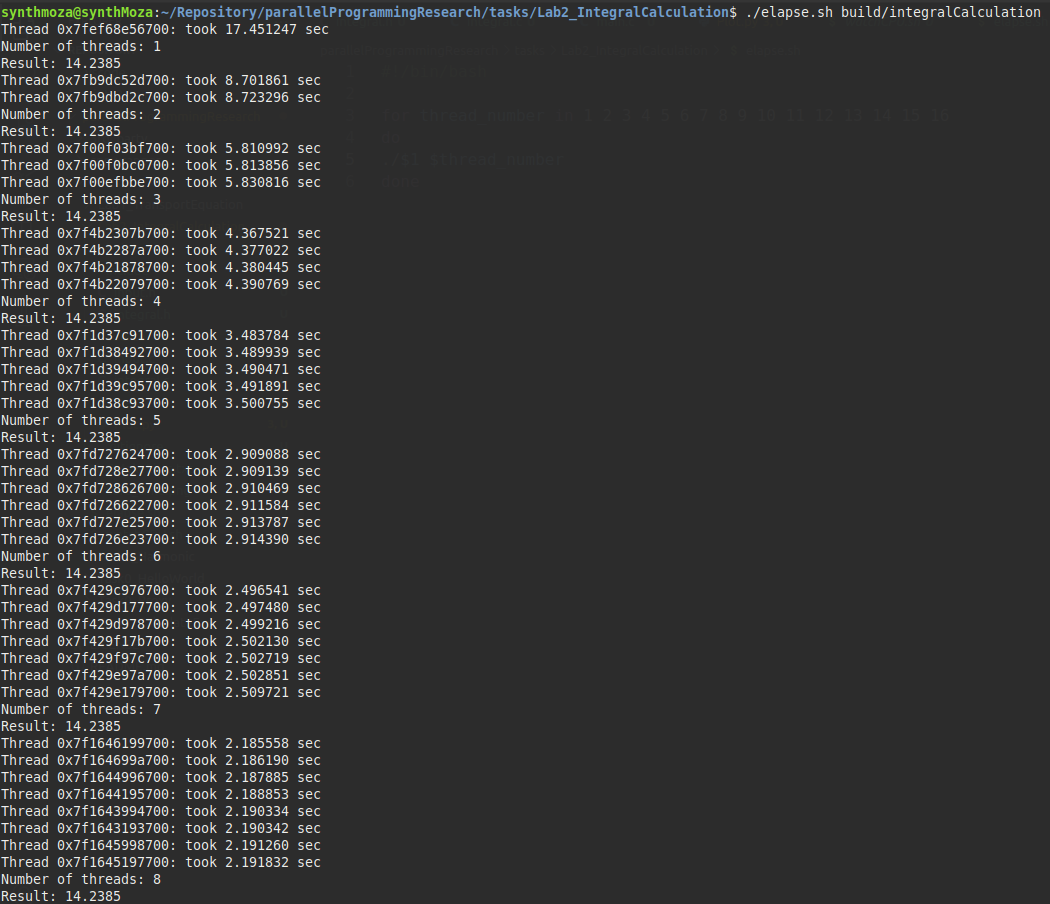 synthmoza@synthMoza:~/Repository/parallelProgrammingResearch/tasks/Lab2_IntegralCalculation$ ./elapse.sh build/integralCalculation
Thread 0x7fef68e56700: took 17.451247 sec
Number of threads: 1
Result: 14.2385
Thread 0x7fb9dc52d700: took 8.701861 sec
Thread 0x7fb9dbd2c700: took 8.723296 sec
Number of threads: 2
Result: 14.2385
Thread 0x7f00f03bf700: took 5.810992 sec
Thread 0x7f00f0bc0700: took 5.813856 sec
Thread 0x7f00efbbe700: took 5.830816 sec
Number of threads: 3
Result: 14.2385
Thread 0x7f4b2307b700: took 4.367521 sec
Thread 0x7f4b2287a700: took 4.377022 sec
Thread 0x7f4b21878700: took 4.380445 sec
Thread 0x7f4b22079700: took 4.390769 sec
Number of threads: 4
Result: 14.2385
Thread 0x7f1d37c91700: took 3.483784 sec
Thread 0x7f1d38492700: took 3.489939 sec
Thread 0x7f1d39494700: took 3.490471 sec
Thread 0x7f1d39c95700: took 3.491891 sec
Thread 0x7f1d38c93700: took 3.500755 sec
Number of threads: 5
Result: 14.2385
Thread 0x7fd727624700: took 2.909088 sec
Thread 0x7fd728e27700: took 2.909139 sec
Thread 0x7fd728626700: took 2.910469 sec
Thread 0x7fd726622700: took 2.911584 sec
Thread 0x7fd727e25700: took 2.913787 sec
Thread 0x7fd726e23700: took 2.914390 sec
Number of threads: 6
Result: 14.2385
Thread 0x7f429c976700: took 2.496541 sec
Thread 0x7f429d177700: took 2.497480 sec
Thread 0x7f429d978700: took 2.499216 sec
Thread 0x7f429f17b700: took 2.502130 sec
Thread 0x7f429f97c700: took 2.502719 sec
Thread 0x7f429e97a700: took 2.502851 sec
Thread 0x7f429e179700: took 2.509721 sec
Number of threads: 7
Result: 14.2385
Thread 0x7f1646199700: took 2.185558 sec
Thread 0x7f164699a700: took 2.186190 sec
Thread 0x7f1644996700: took 2.187885 sec
Thread 0x7f1644195700: took 2.188853 sec
Thread 0x7f1643994700: took 2.190334 sec
Thread 0x7f1643193700: took 2.190342 sec
Thread 0x7f1645998700: took 2.191260 sec
Thread 0x7f1645197700: took 2.191832 sec
Number of threads: 8
Result: 14.2385